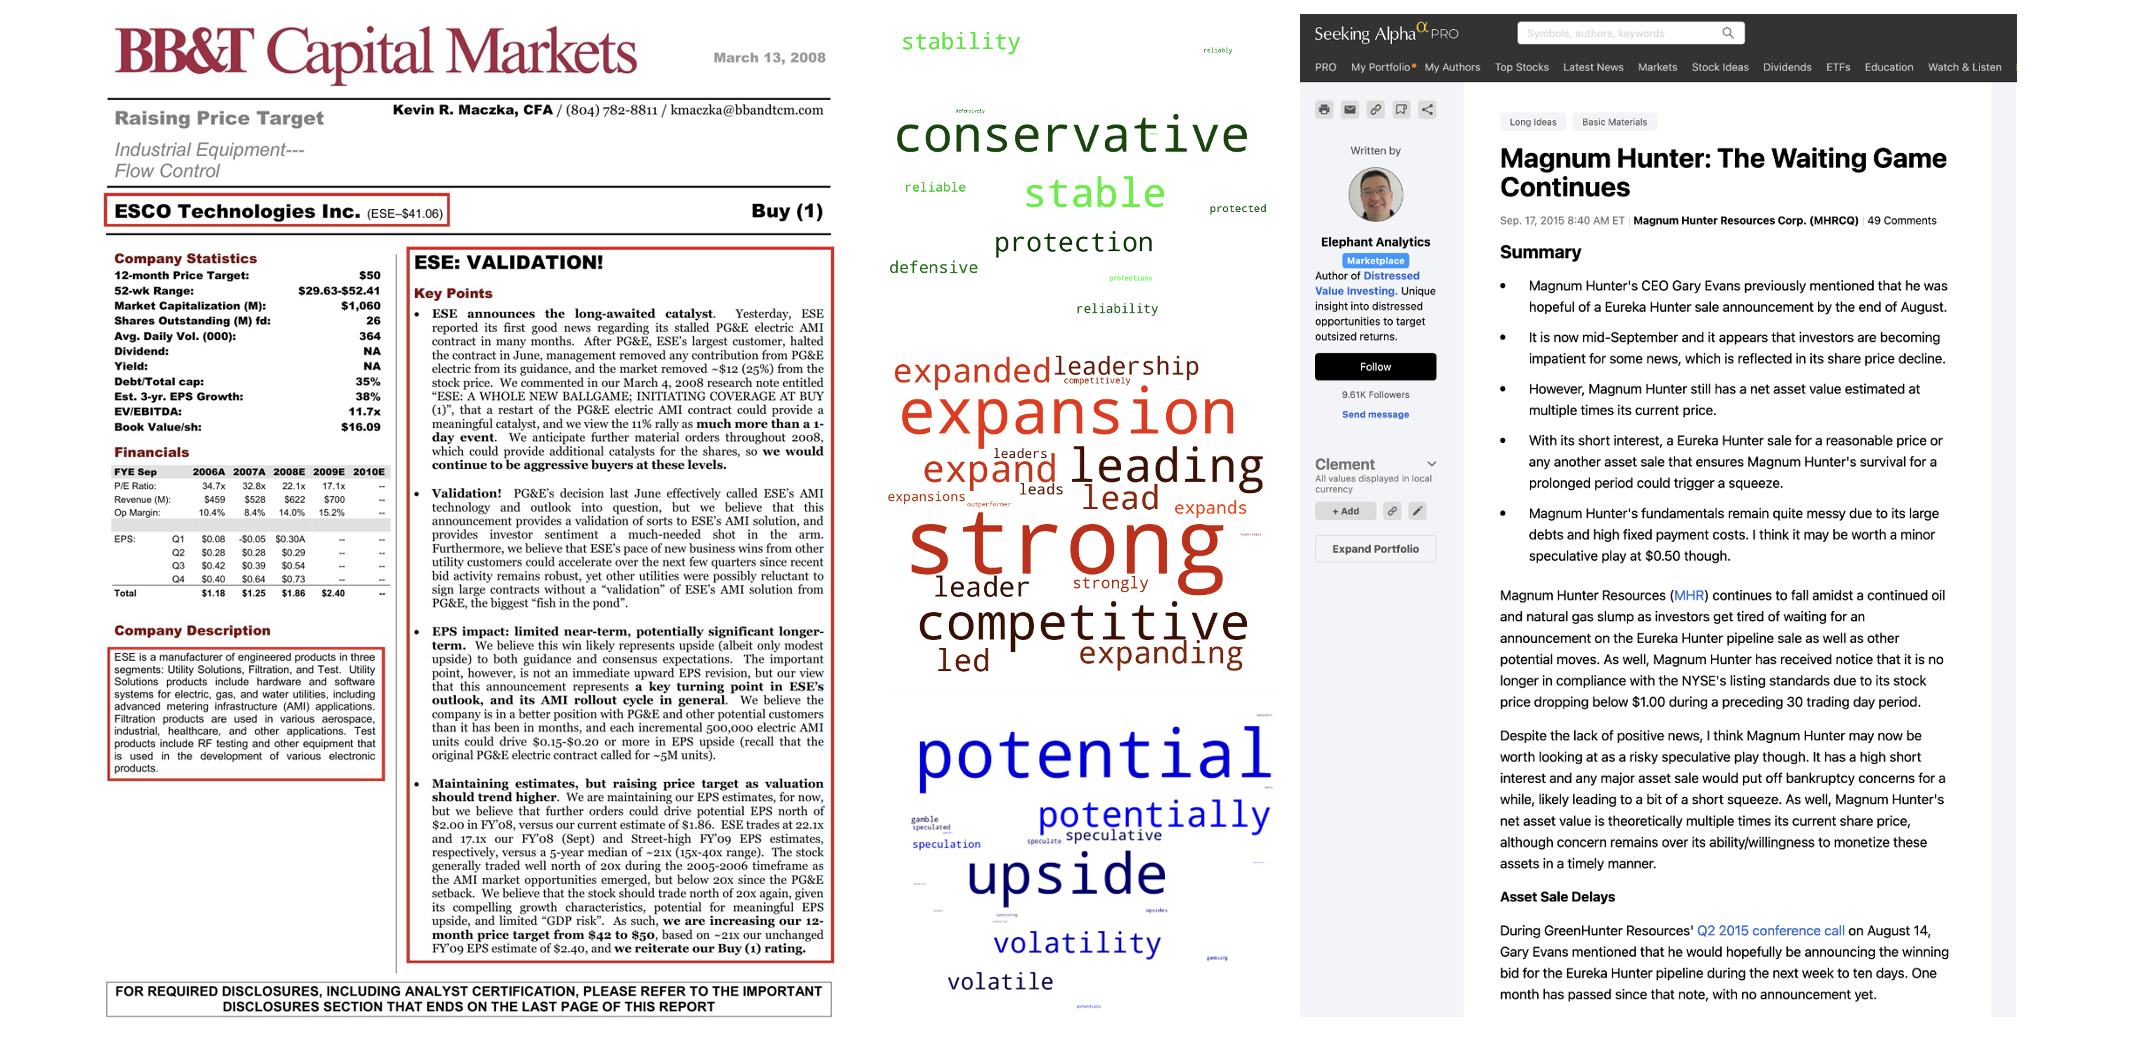 BB&T Capital Markets
March 13, 2008
Kevin R. Maczka, CFA / (804) 782-8811 / kmaczka@bbandtcm.com
Raising Price Target
Industrial Equipment---
Flow Control
ESCO Technologies Inc. (ESE–$41.06)
Buy (1)
Company Statistics
12-month Price Target: $50
52-wk Range: $29.63-$52.41
Market Capitalization (M): $1,060
Shares Outstanding (M) fd: 26
Avg. Daily Vol. (000): 364
Dividend: NA
Yield: NA
Debt/Total cap: 35%
Est. 3-yr. EPS Growth: 38%
EV/EBITDA: 11.7x
Book Value/sh: $16.09
Financials
FYE Sep 2006A 2007A 2008E 2009E 2010E
P/E Ratio: 34.7x 32.8x 22.1x 17.1x --
Revenue (M): $459 $528 $622 $700 --
Op Margin: 10.4% 8.4% 14.0% 15.2% --
EPS: Q1 $0.08 -$0.05 $0.30A -- --
Q2 $0.28 $0.28 $0.29 -- --
Q3 $0.42 $0.39 $0.54 -- --
Q4 $0.40 $0.64 $0.73 -- --
Total $1.18 $1.25 $1.86 $2.40 --
Company Description
ESE is a manufacturer of engineered products in three
segments: Utility Solutions, Filtration, and Test. Utility
Solutions products include hardware and software
systems for electric, gas, and water utilities, including
advanced metering infrastructure (AMI) applications.
Filtration products are used in various aerospace,
industrial, healthcare, and other applications. Test
products include RF testing and other equipment that
is used in the development of various electronic
products.
ESE: VALIDATION!
Key Points
• ESE announces the long-awaited catalyst. Yesterday, ESE
reported its first good news regarding its stalled PG&E electric AMI
contract in many months. After PG&E, ESE's largest customer, halted
the contract in June, management removed any contribution from PG&E
electric from its guidance, and the market removed ~$12 (25%) from the
stock price. We commented in our March 4, 2008 research note entitled
“ESE: A WHOLE NEW BALLGAME; INITIATING COVERAGE AT BUY
(1)”, that a restart of the PG&E electric AMI contract could provide a
meaningful catalyst, and we view the 11% rally as much more than a 1-
day event. We anticipate further material orders throughout 2008,
which could provide additional catalysts for the shares, so we would
continue to be aggressive buyers at these levels.
• Validation! PG&E's decision last June effectively called ESE's AMI
technology and outlook into question, but we believe that this
announcement provides a validation of sorts to ESE's AMI solution, and
provides investor sentiment a much-needed shot in the arm.
Furthermore, we believe that ESE's pace of new business wins from other
utility customers could accelerate over the next few quarters since recent
bid activity remains robust, yet other utilities were possibly reluctant to
sign large contracts without a “validation” of ESE's AMI solution from
PG&E, the biggest “fish in the pond”.
• EPS impact: limited near-term, potentially significant longer-
term. We believe this win likely represents upside (albeit only modest
upside) to both guidance and consensus expectations. The important
point, however, is not an immediate upward EPS revision, but our view
that this announcement represents a key turning point in ESE's
outlook, and its AMI rollout cycle in general. We believe the
company is in a better position with PG&E and other potential customers
than it has been in months, and each incremental 500,000 electric AMI
units could drive $0.15-$0.20 or more in EPS upside (recall that the
original PG&E electric contract called for ~5M units).
• Maintaining estimates, but raising price target as valuation
should trend higher. We are maintaining our EPS estimates, for now,
but we believe that further orders could drive potential EPS north of
$2.00 in FY'08, versus our current estimate of $1.86. ESE trades at 22.1x
and 17.1x our FY'08 (Sept) and Street-high FY'09 EPS estimates,
respectively, versus a 5-year median of ~21x (15x-40x range). The stock
generally traded well north of 20x during the 2005-2006 timeframe as
the AMI market opportunities emerged, but below 20x since the PG&E
setback. We believe that the stock should trade north of 20x again, given
its compelling growth characteristics, potential for meaningful EPS
upside, and limited “GDP risk”. As such, we are increasing our 12-
month price target from $42 to $50, based on ~21x our unchanged
FY'09 EPS estimate of $2.40, and we reiterate our Buy (1) rating.
FOR REQUIRED DISCLOSURES, INCLUDING ANALYST CERTIFICATION, PLEASE REFER TO THE IMPORTANT
DISCLOSURES SECTION THAT ENDS ON THE LAST PAGE OF THIS REPORT
stability
reliably
defensively
conservative
reliable
stable
protected
protection
defensive
protections
reliability
expanded
leadership
competitively
expansion
leaders
expand
leading
expansions
leads
lead
outperformer
expands
strong
leader
strongly
competitive
led
expanding
potential
potentially
gamble
speculated
speculative
speculation
speculate
upside
upsides
volatility
gambling
volatile
potentials
Seeking Alpha α PRO
Symbols, authors, keywords
PRO My Portfolio My Authors Top Stocks Latest News Markets Stock Ideas Dividends ETFs Education Watch & Listen
Written by
Elephant Analytics
Marketplace
Author of Distressed
Value Investing. Unique
insight into distressed
opportunities to target
outsized returns.
Follow
9.61K Followers
Send message
Clement
All values displayed in local
currency
+ Add
Expand Portfolio
Long Ideas Basic Materials
Magnum Hunter: The Waiting Game
Continues
Sep. 17, 2015 8:40 AM ET | Magnum Hunter Resources Corp. (MHRCQ) | 49 Comments
Summary
• Magnum Hunter's CEO Gary Evans previously mentioned that he was
hopeful of a Eureka Hunter sale announcement by the end of August.
• It is now mid-September and it appears that investors are becoming
impatient for some news, which is reflected in its share price decline.
• However, Magnum Hunter still has a net asset value estimated at
multiple times its current price.
• With its short interest, a Eureka Hunter sale for a reasonable price or
any another asset sale that ensures Magnum Hunter's survival for a
prolonged period could trigger a squeeze.
• Magnum Hunter's fundamentals remain quite messy due to its large
debts and high fixed payment costs. I think it may be worth a minor
speculative play at $0.50 though.
Magnum Hunter Resources (MHR) continues to fall amidst a continued oil
and natural gas slump as investors get tired of waiting for an
announcement on the Eureka Hunter pipeline sale as well as other
potential moves. As well, Magnum Hunter has received notice that it is no
longer in compliance with the NYSE's listing standards due to its stock
price dropping below $1.00 during a preceding 30 trading day period.
Despite the lack of positive news, I think Magnum Hunter may now be
worth looking at as a risky speculative play though. It has a high short
interest and any major asset sale would put off bankruptcy concerns for a
while, likely leading to a bit of a short squeeze. As well, Magnum Hunter's
net asset value is theoretically multiple times its current share price,
although concern remains over its ability/willingness to monetize these
assets in a timely manner.
Asset Sale Delays
During GreenHunter Resources' Q2 2015 conference call on August 14,
Gary Evans mentioned that he would hopefully be announcing the winning
bid for the Eureka Hunter pipeline during the next week to ten days. One
month has passed since that note, with no announcement yet.